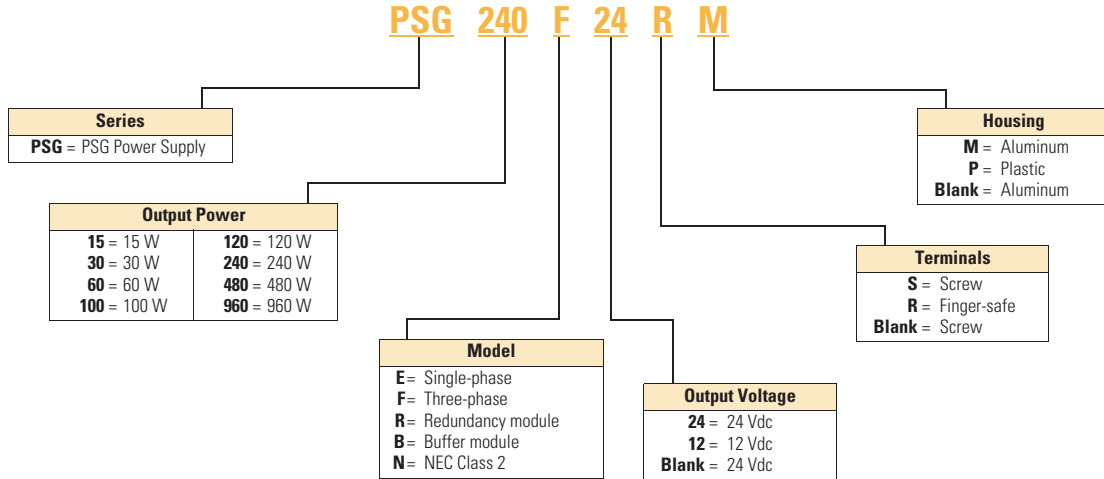 PSG 240 F 24 R M
Series
PSG = PSG Power Supply
Housing
M = Aluminum
P = Plastic
Blank = Aluminum
Output Power
15 = 15 W
30 = 30 W
60 = 60 W
100 = 100 W
120 = 120 W
240 = 240 W
480 = 480 W
960 = 960 W
Terminals
S = Screw
R = Finger-safe
Blank = Screw
Model
E= Single-phase
F= Three-phase
R= Redundancy module
B= Buffer module
N= NEC Class 2
Output Voltage
24 = 24 Vdc
12 = 12 Vdc
Blank = 24 Vdc